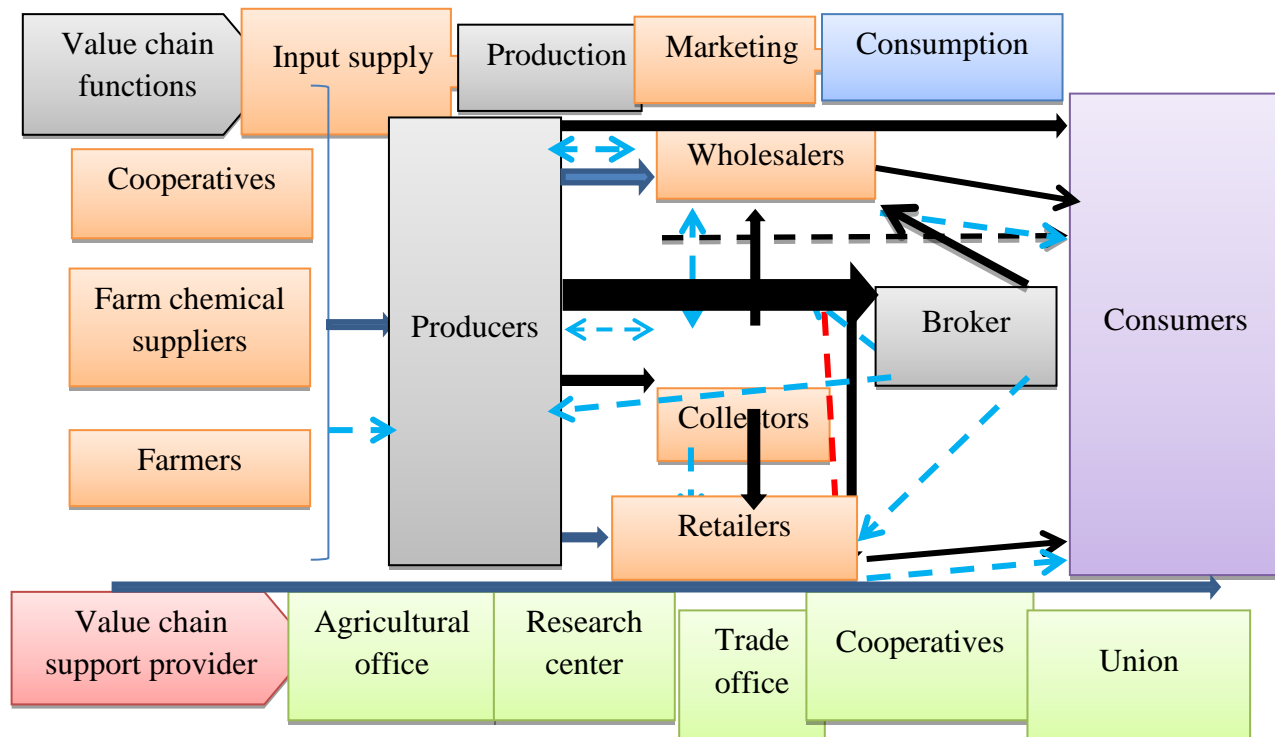 Value chain
functions
Input supply
Production
Marketing
Consumption
Cooperatives
Farm chemical
suppliers
Farmers
Producers
Wholesalers
Broker
Collectors
Retailers
Consumers
Value chain
support provider
Agricultural
office
Research
center
Trade
office
Cooperatives
Union